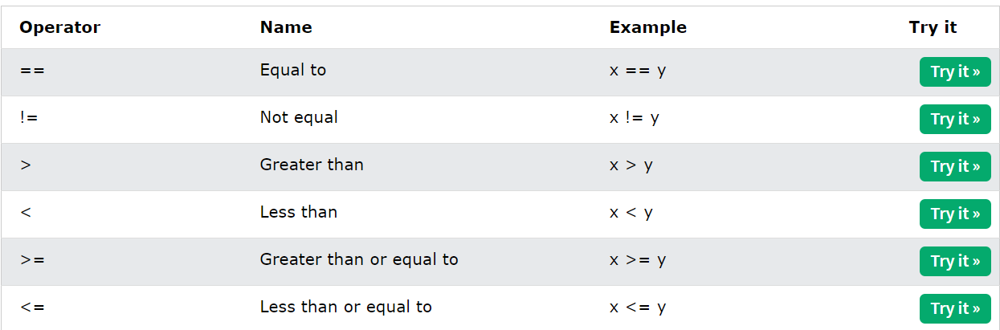 Operator Name Example Try it
== Equal to x == y Try it »
!= Not equal x != y Try it »
> Greater than x > y Try it »
< Less than x < y Try it »
>= Greater than or equal to x >= y Try it »
<= Less than or equal to x <= y Try it »